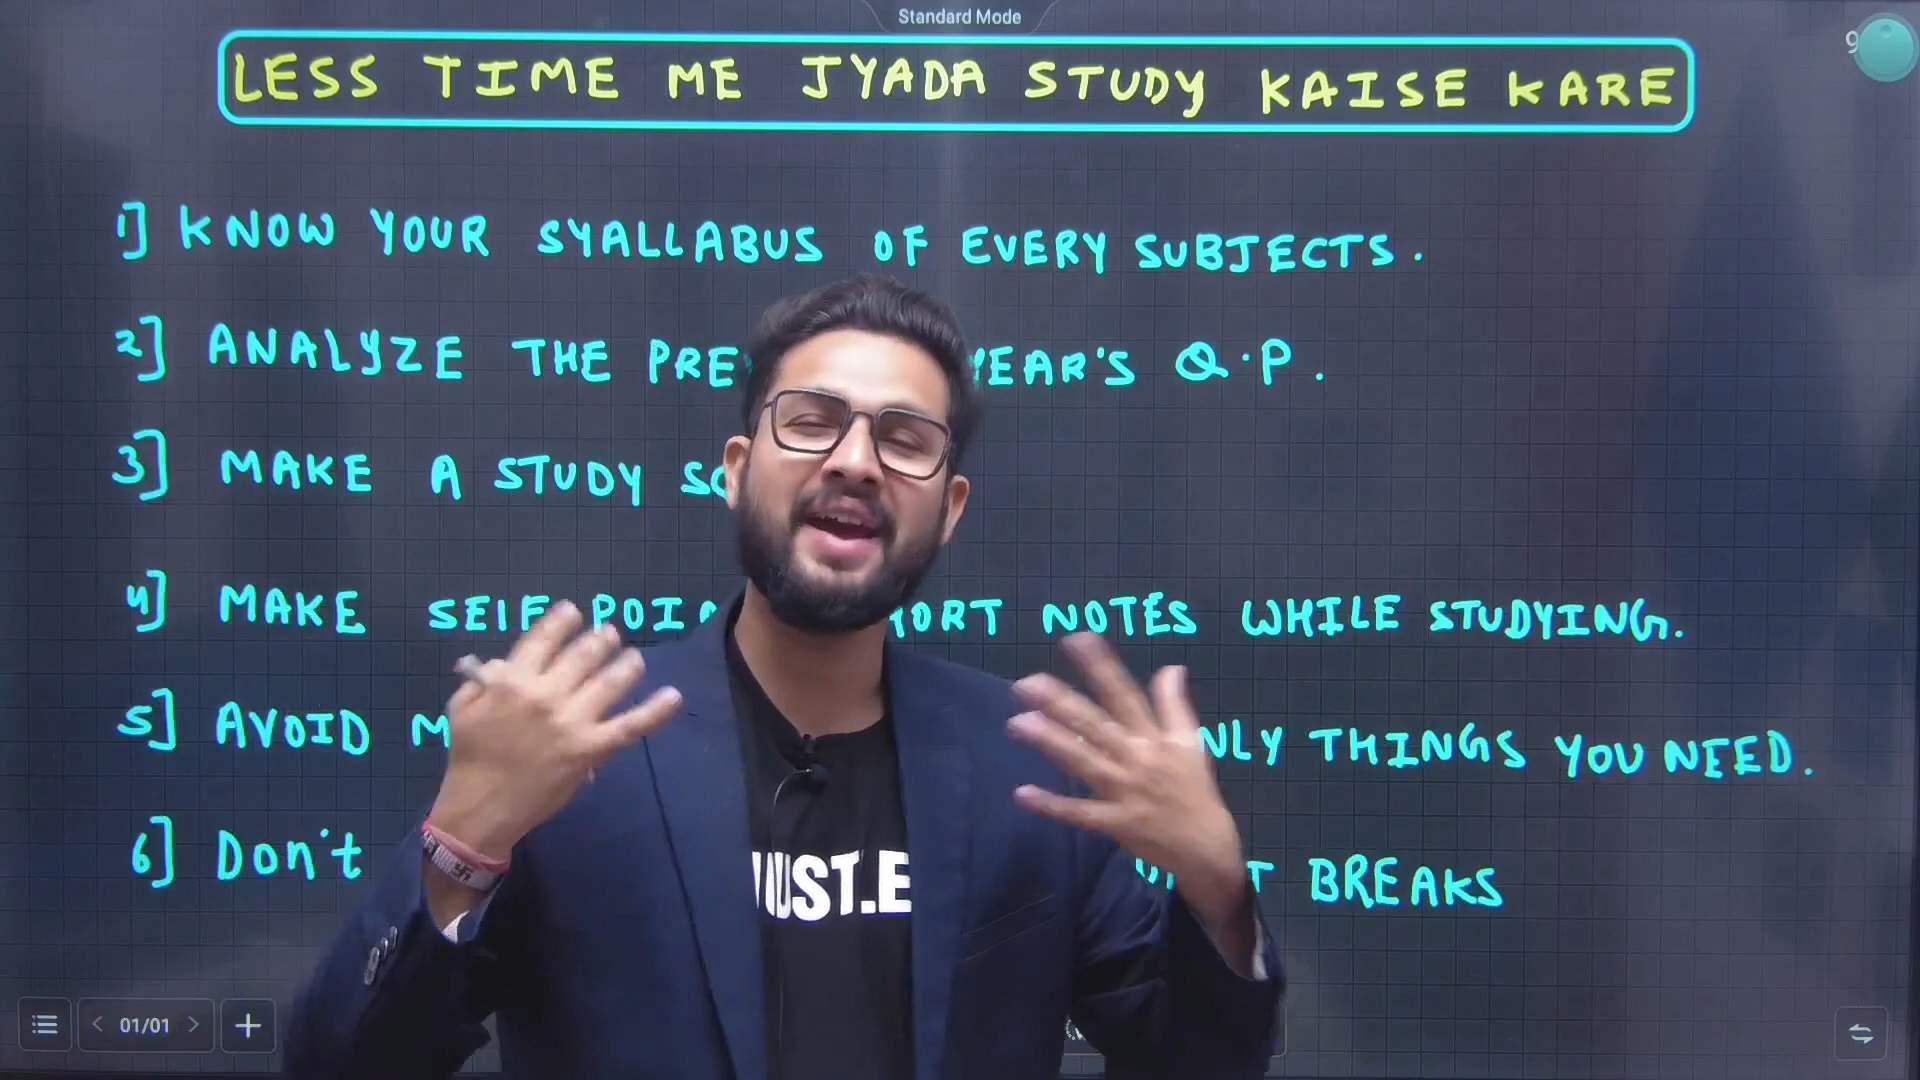 Standard Mode
LESS TIME ME JYADA STUDY KAISE KARE
1] KNOW YOUR SYALLABUS OF EVERY SUBJECTS.
2] ANALYZE THE YEAR'S Q.P.
3] MAKE A STUDY
4] MAKE SELF NOTES WHILE STUDYING.
5] AVOID THINGS YOU NEED.
6] Don't BREAKS
01/01